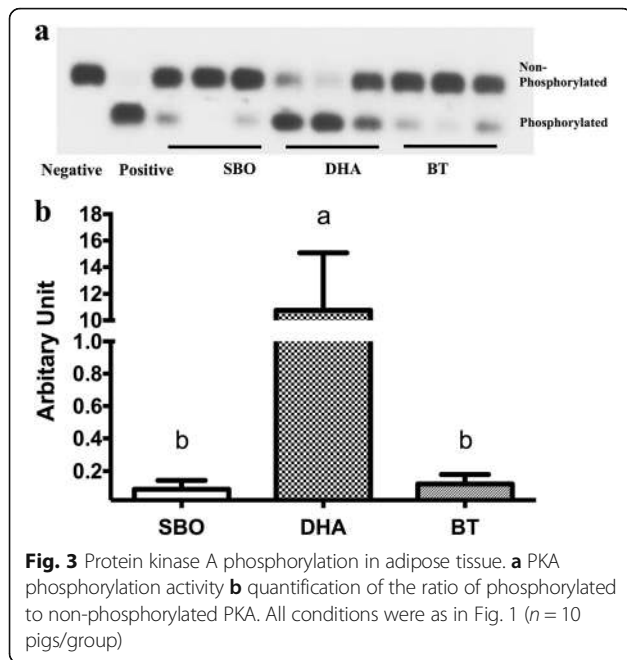 a
Non-
Phosphorylated
Phosphorylated
Negative Positive SBO DHA BT
b
Arbitary Unit
18
16
14
12
10
1.0
0.8
0.6
0.4
0.2
b
a
b
SBO DHA BT
Fig. 3 Protein kinase A phosphorylation in adipose tissue. a PKA
phosphorylation activity b quantification of the ratio of phosphorylated
to non-phosphorylated PKA. All conditions were as in Fig. 1 (n = 10
pigs/group)